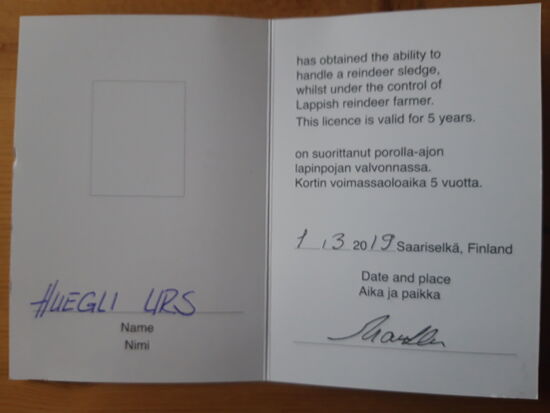 HUEGLI URS
Name
Nimi
has obtained the ability to
handle a reindeer sledge,
whilst under the control of
Lappish reindeer farmer.
This licence is valid for 5 years.
on suorittanut porolla-ajon
lapinpojan valvonnassa.
Kortin voimassaoloaika 5 vuotta.
1.3 2019 Saariselkä, Finland
Date and place
Aika ja paikka